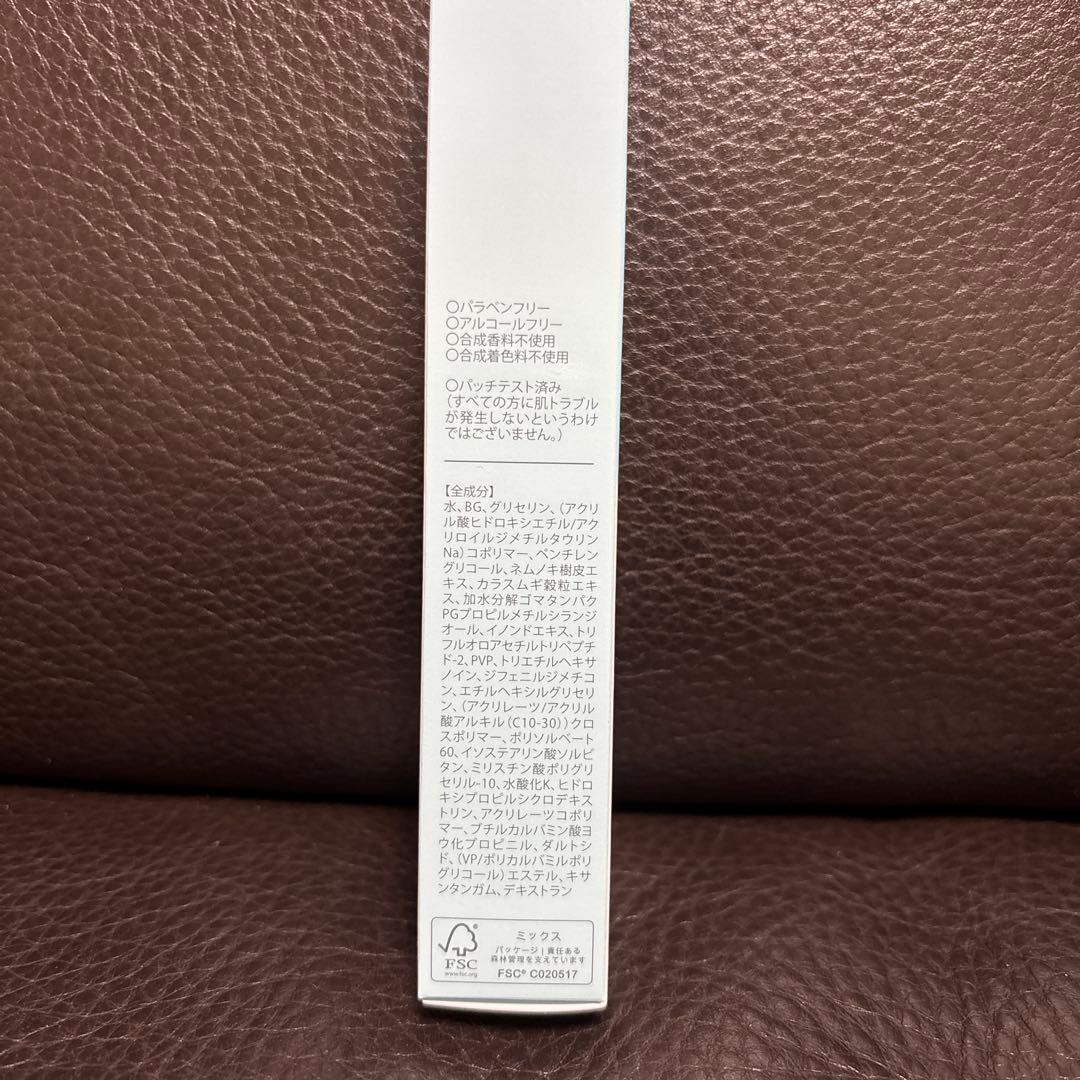 〇パラベンフリー
〇アルコールフリー
〇合成香料不使用
〇合成着色料不使用
〇パッチテスト済み
(すべての方に肌トラブル
が発生しないというわけ
ではございません。)
【全成分】
水、BG、グリセリン、(アクリ
ル酸ヒドロキシエチル/アク
リロイルジメチルタウリン
Na)コポリマー、ペンチレン
グリコール、ネムノキ樹皮エ
キス、カラスムギ穀粒エキ
ス、加水分解ゴマタンパク
PGプロピルメチルシランジ
オール、イノンドエキス、トリ
フルオロアセチルトリペプチ
ド-2、PVP、トリエチルヘキサ
ノイン、ジフェニルジメチコ
ン、エチルヘキシルグリセリ
ン、(アクリレーツ/アクリル
酸アルキル(C10-30))クロ
スポリマー、ポリソルベート
60、イソステアリン酸ソルビ
タン、ミリスチン酸ポリグリ
セリル-10、水酸化K、ヒドロ
キシプロピルシクロデキス
トリン、アクリレーツコポリ
マー、ブチルカルバミン酸ヨ
ウ化プロピニル、ダルトシ
ド、(VP/ポリカルバミルポリ
グリコール)エステル、キサ
ンタンガム、デキストラン
FSC
www.fsc.org
ミックス
パッケージ|責任ある
森林管理を支えています
FSC® C020517